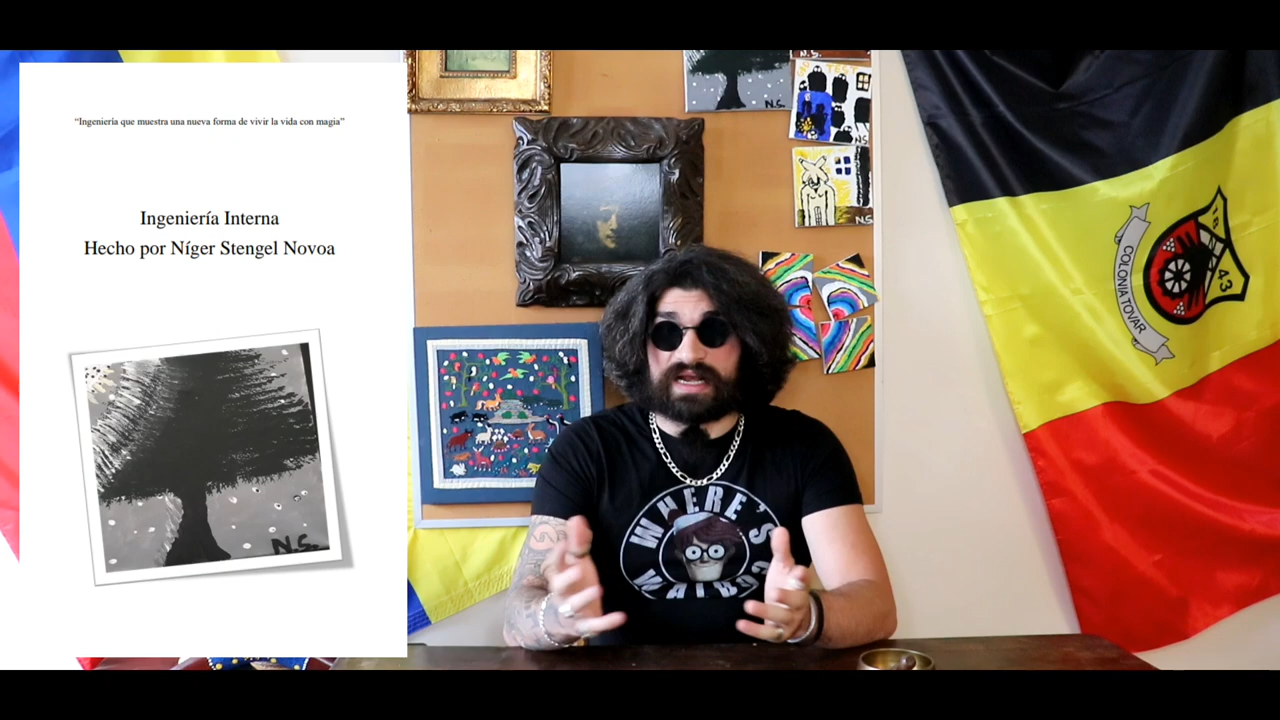 “Ingeniería que muestra una nueva forma de vivir la vida con magia”
Ingeniería Interna
Hecho por Níger Stengel Novoa
N.S.
N.S.
N.S.
N.S.
WHERE'S
COLONIA TOVAR
18
43